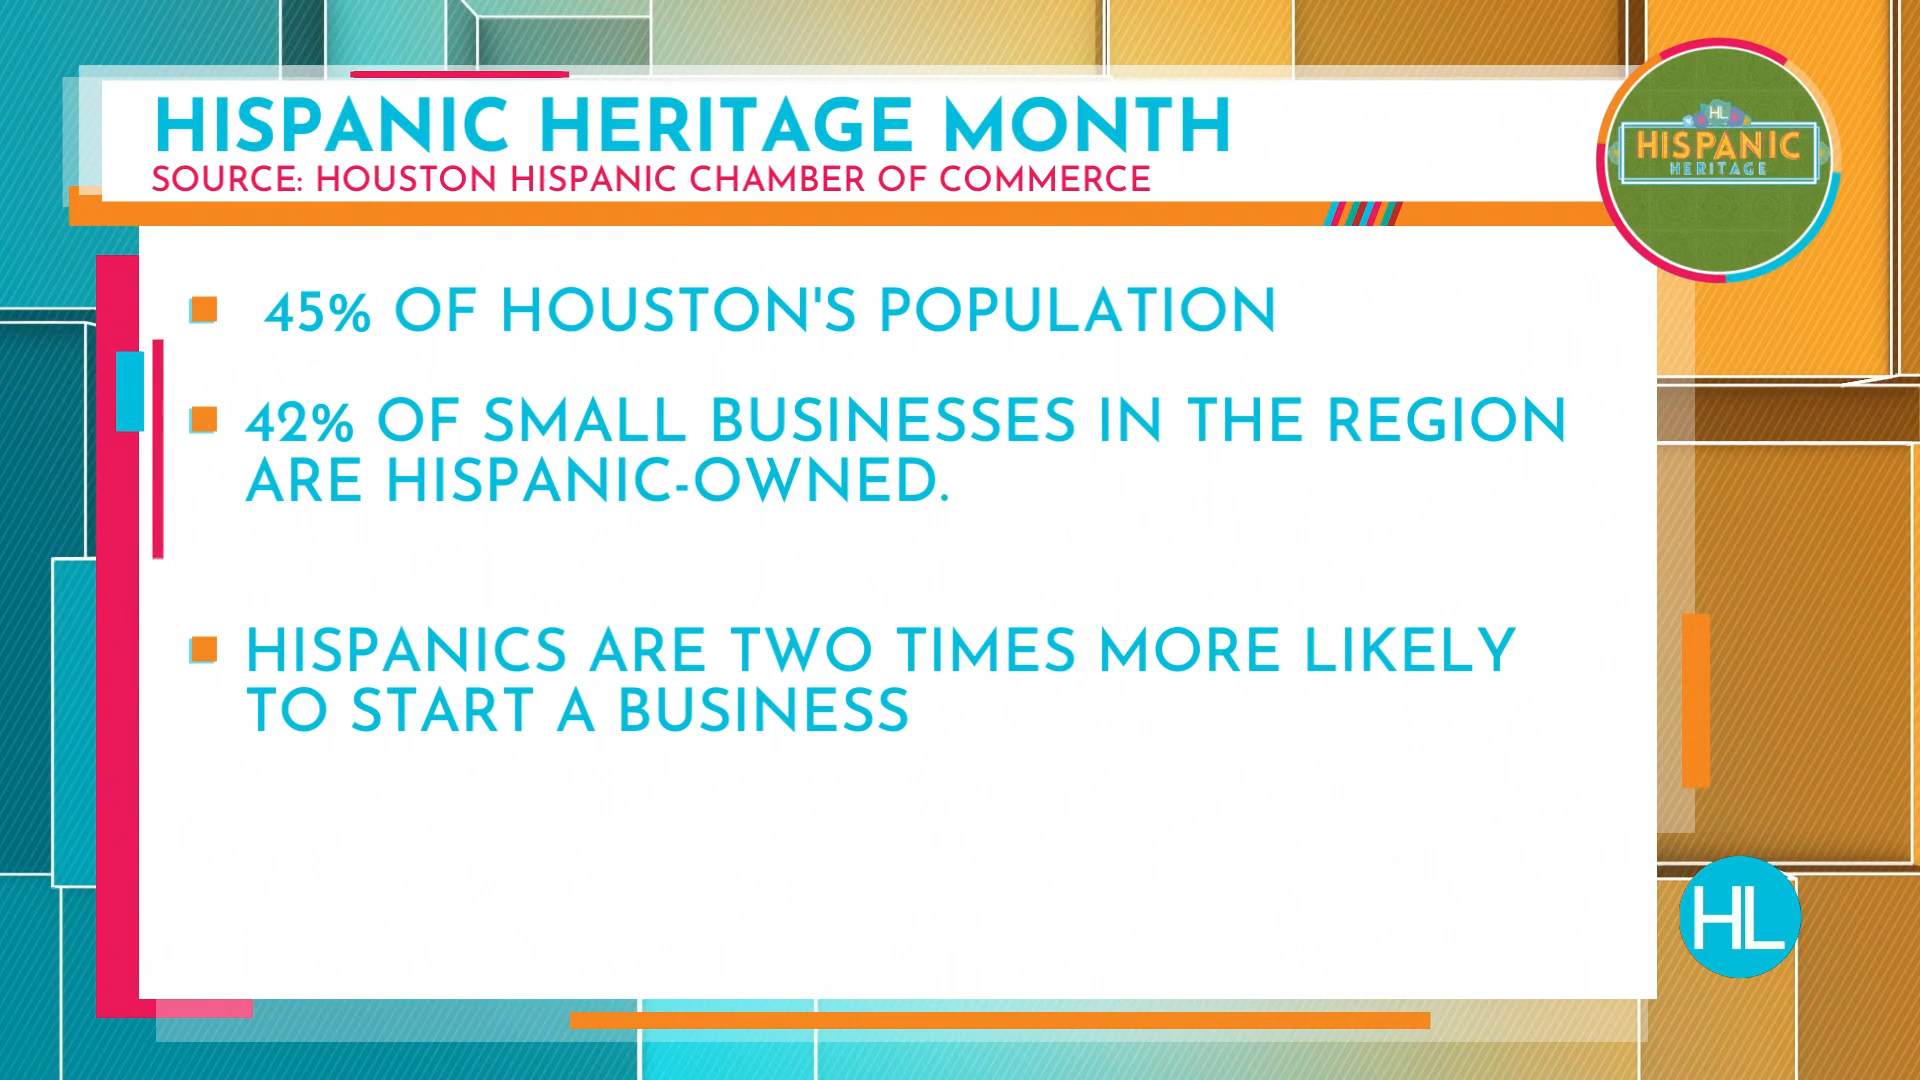 HISPANIC HERITAGE MONTH
SOURCE: HOUSTON HISPANIC CHAMBER OF COMMERCE
HL
HISPANIC
HERITAGE
45% OF HOUSTON'S POPULATION
42% OF SMALL BUSINESSES IN THE REGION
ARE HISPANIC-OWNED.
HISPANICS ARE TWO TIMES MORE LIKELY
TO START A BUSINESS
HL